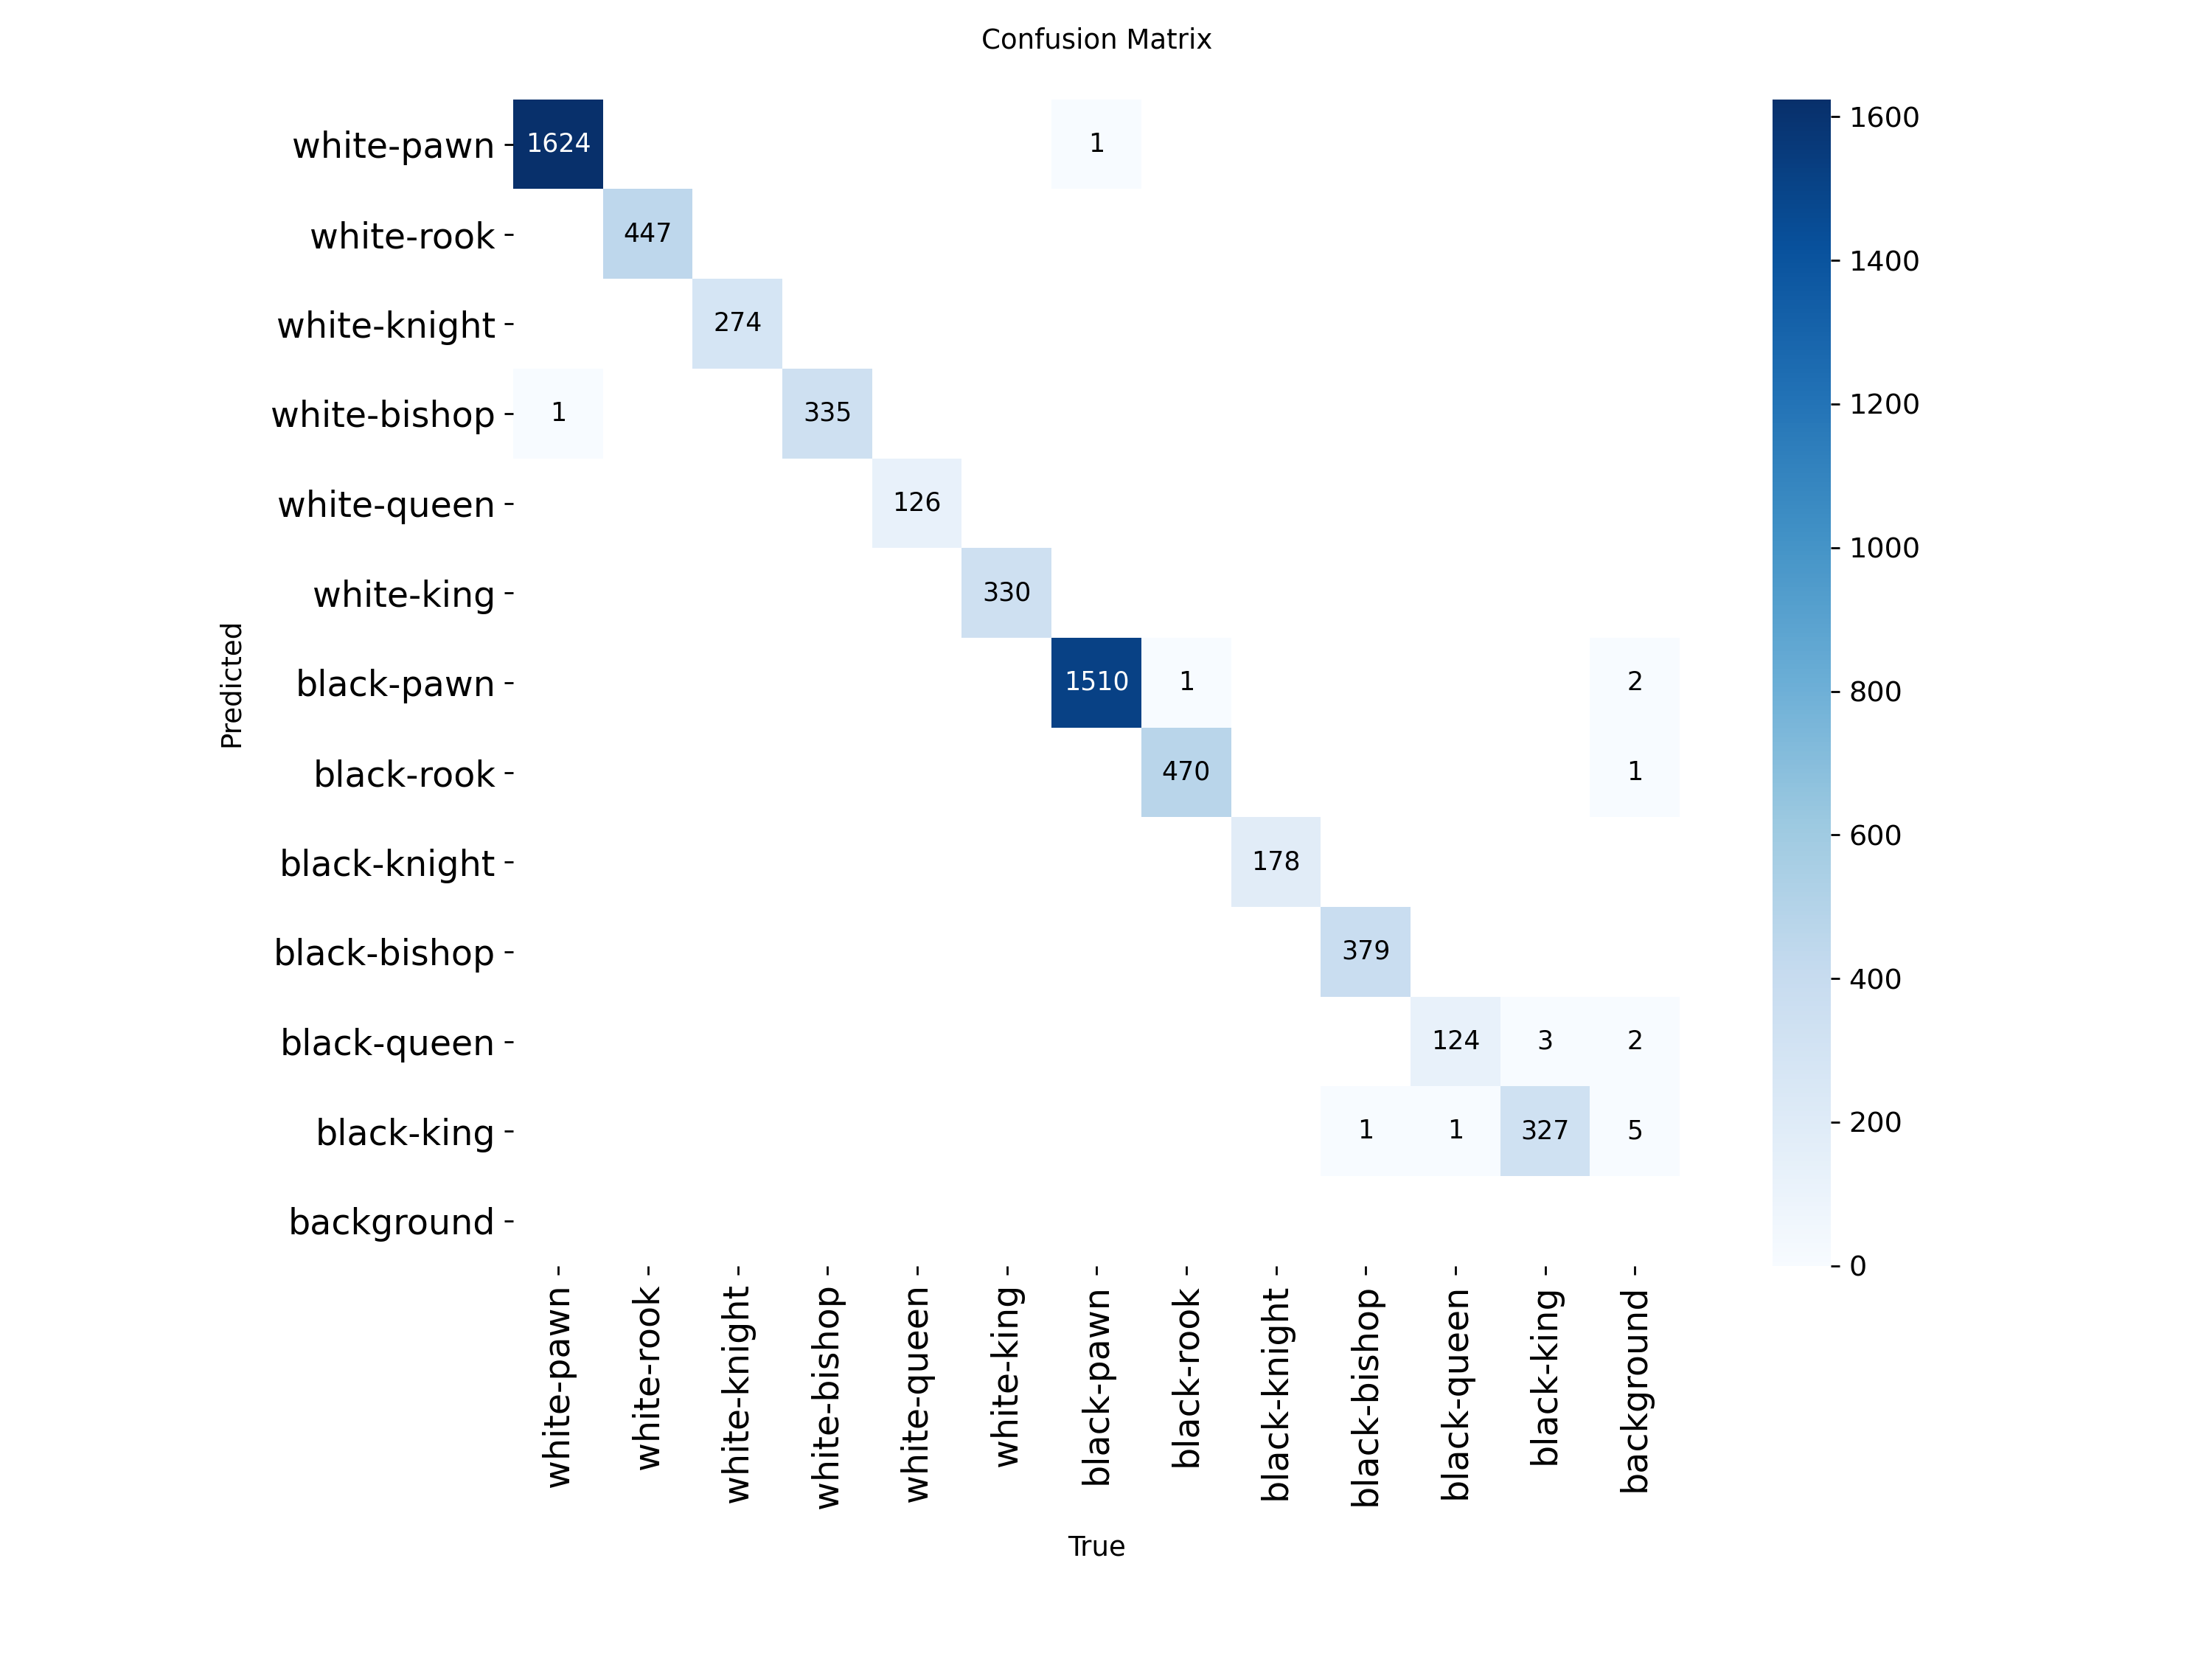 Confusion Matrix
white-pawn 1624 1
white-rook 447
white-knight 274
white-bishop 1 335
white-queen 126
white-king 330
black-pawn 1510 1 2
black-rook 470 1
black-knight 178
black-bishop 379
black-queen 124 3 2
black-king 1 1 327 5
background
Predicted
white-pawn
white-rook
white-knight
white-bishop
white-queen
white-king
black-pawn
black-rook
black-knight
black-bishop
black-queen
black-king
background
True
1600
1400
1200
1000
800
600
400
200
0